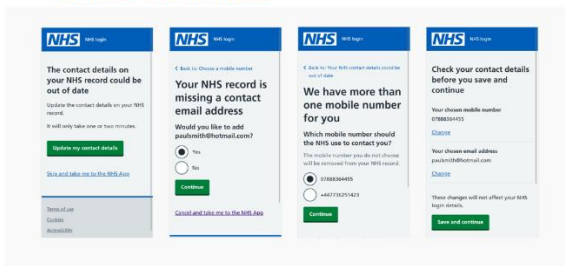 NHS NHS login
The contact details on
your NHS record could be
out of date
Update the contact details on your NHS
record.
It will only take one or two minutes.
Update my contact details
Skip and take me to the NHS App
Terms of use
Cookies
Accessibility
NHS NHS login
Back to: Choose a mobile number
Your NHS record is
missing a contact
email address
Would you like to add
paulsmith@hotmail.com?
Yes
No
Continue
Cancel and take me to the NHS App
NHS NHS login
Back to: Your NHS contact details could be
out of date
We have more than
one mobile number
for you
Which mobile number should
the NHS use to contact you?
The mobile number you do not choose
will be removed from your NHS record.
07888364455
+447736251423
Continue
NHS NHS login
Check your contact details
before you save and
continue
Your chosen mobile number
07888364455
Change
Your chosen email address
paulsmith@hotmail.com
Change
These changes will not affect your NHS
login details.
Save and continue